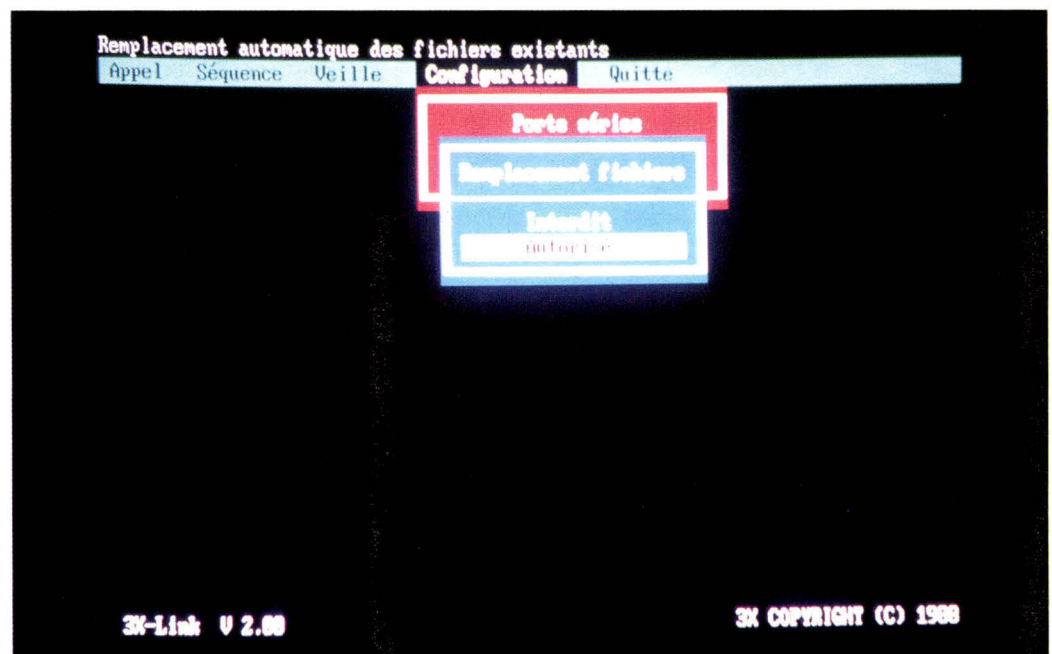 Remplacement automatique des fichiers existants
Appel Séquence Veille Configuration Quitte
Ports séries
Remplacement fichiers
Interdit
Autorisé
3X-Link V 2.00
3X COPYRIGHT (C) 1988